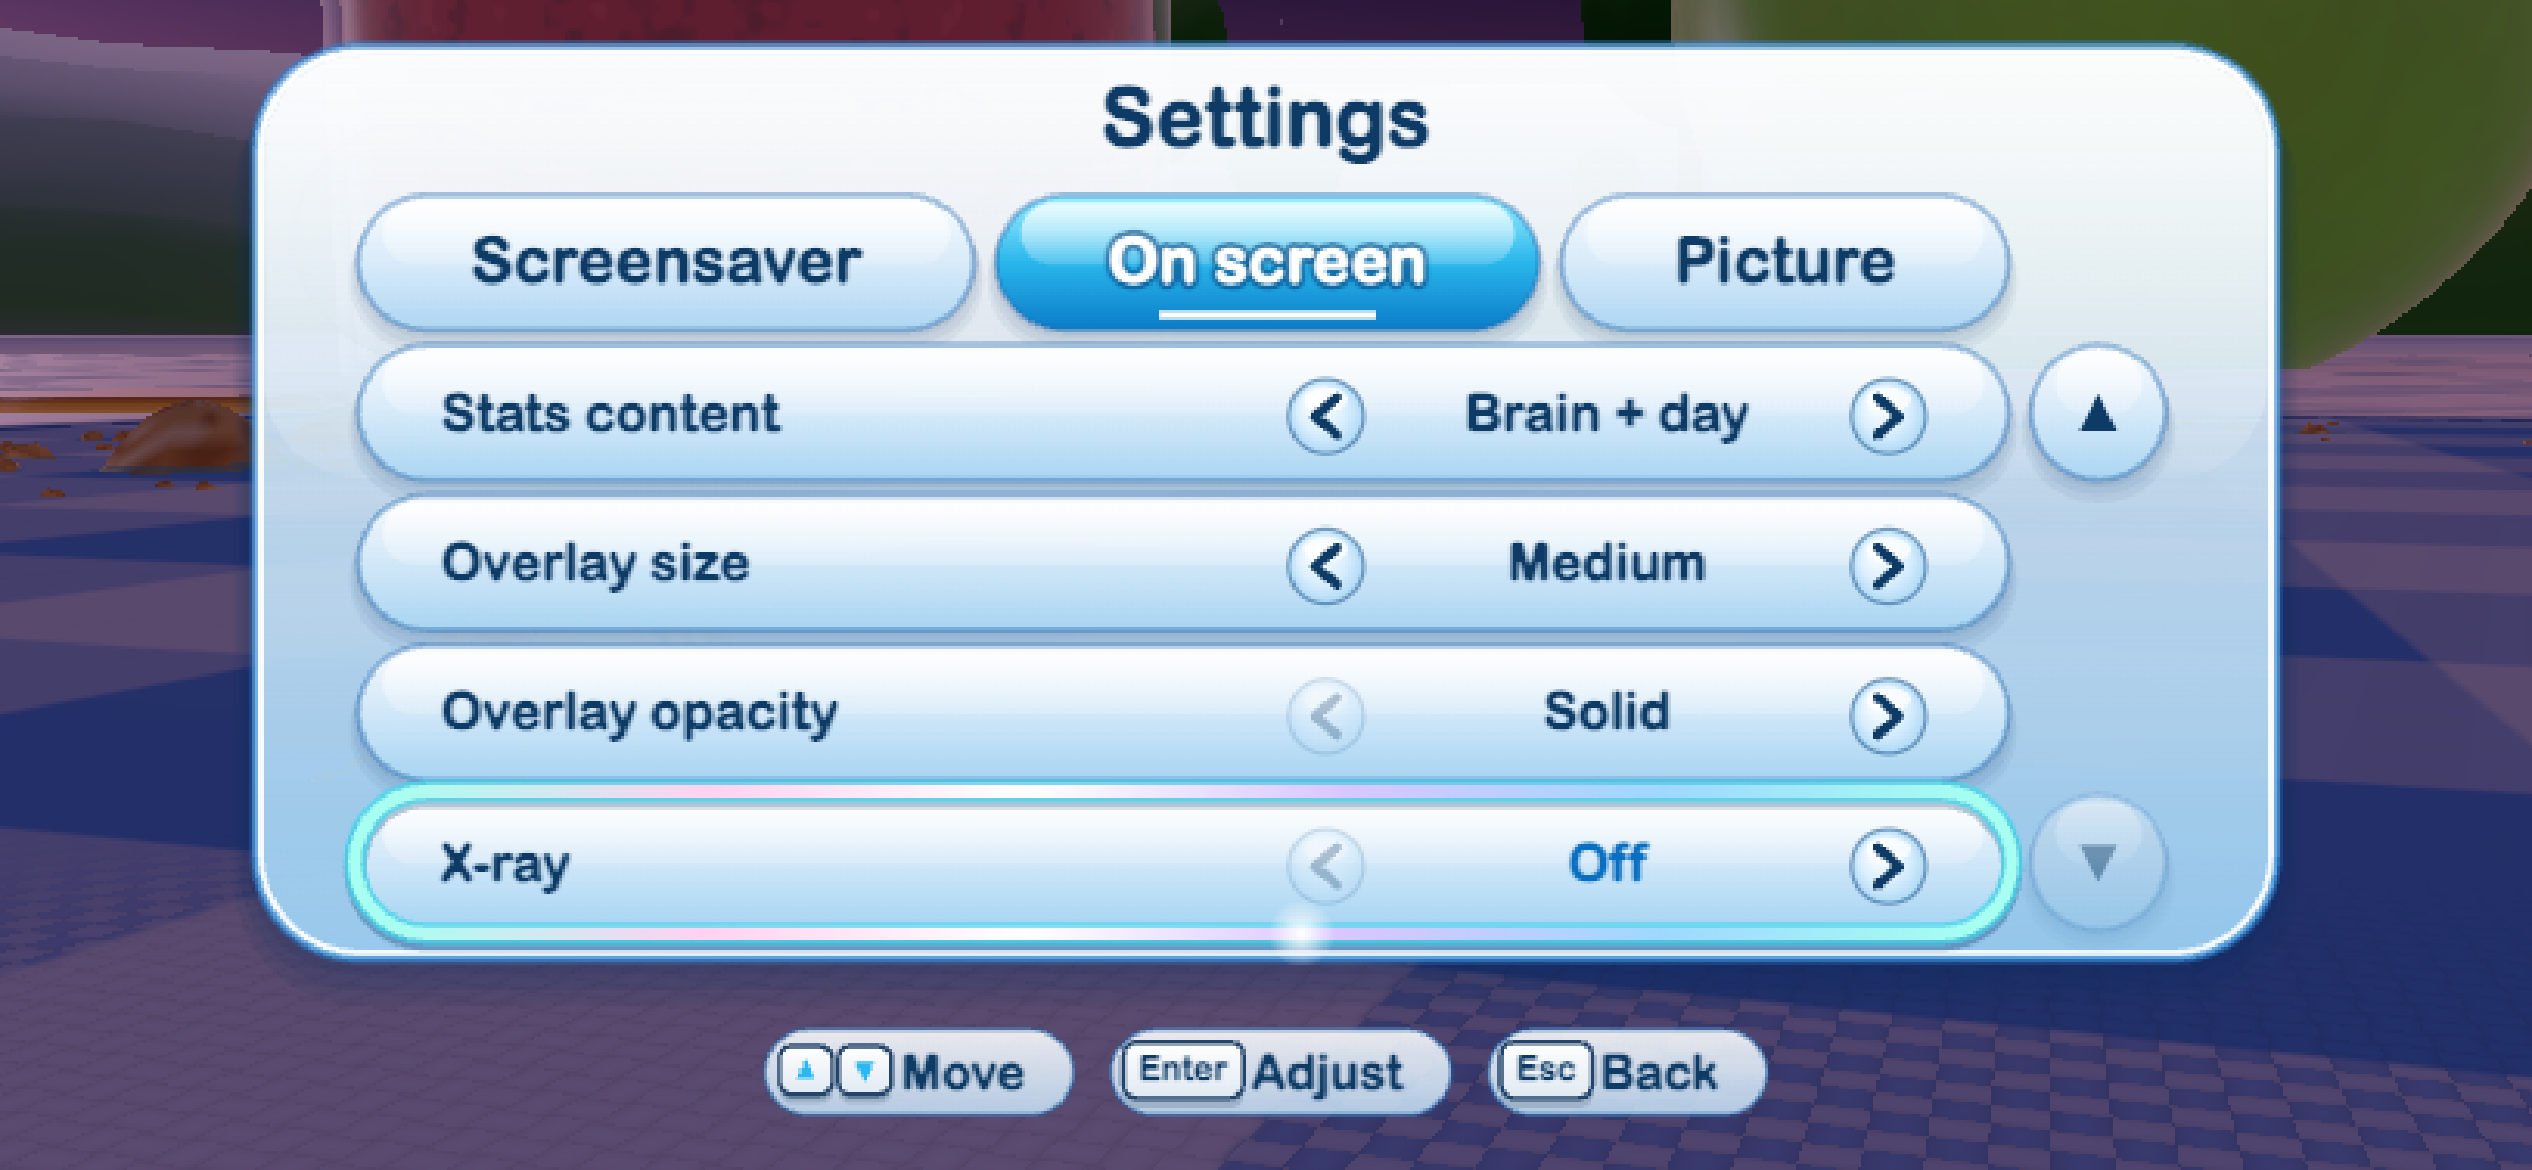 Settings
Screensaver On screen Picture
Stats content < Brain + day > ▲
Overlay size < Medium >
Overlay opacity < Solid >
X-ray < Off > ▼
▲ ▼ Move Enter Adjust Esc Back